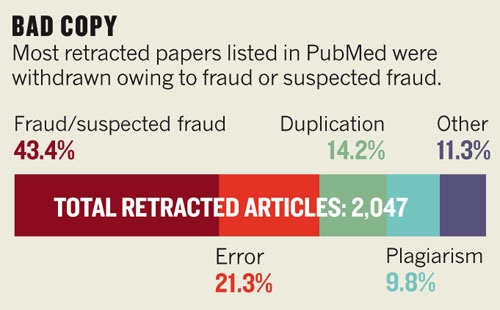 BAD COPY
Most retracted papers listed in PubMed were
withdrawn owing to fraud or suspected fraud.
Fraud/suspected fraud
43.4%
Duplication
14.2%
Other
11.3%
TOTAL RETRACTED ARTICLES: 2,047
Error
21.3%
Plagiarism
9.8%